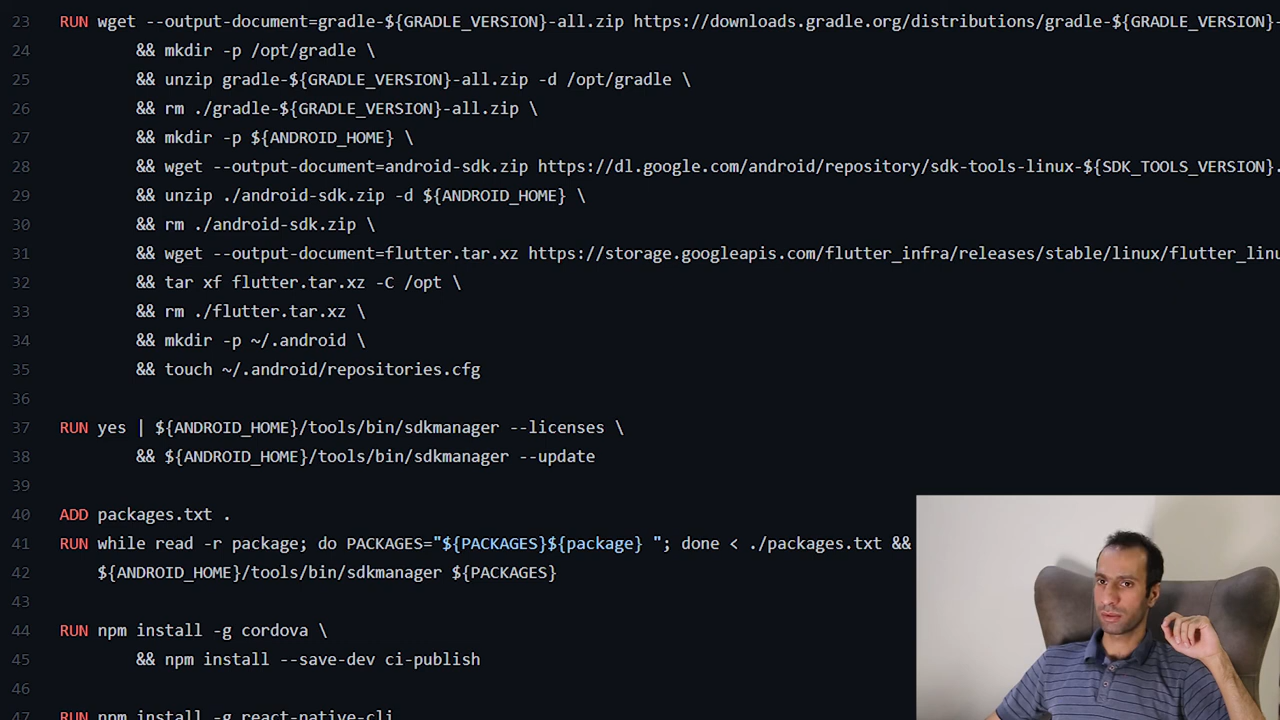 23 RUN wget --output-document=gradle-${GRADLE_VERSION}-all.zip https://downloads.gradle.org/distributions/gradle-${GRADLE_VERSION}-
24 && mkdir -p /opt/gradle \
25 && unzip gradle-${GRADLE_VERSION}-all.zip -d /opt/gradle \
26 && rm ./gradle-${GRADLE_VERSION}-all.zip \
27 && mkdir -p ${ANDROID_HOME} \
28 && wget --output-document=android-sdk.zip https://dl.google.com/android/repository/sdk-tools-linux-${SDK_TOOLS_VERSION}.
29 && unzip ./android-sdk.zip -d ${ANDROID_HOME} \
30 && rm ./android-sdk.zip \
31 && wget --output-document=flutter.tar.xz https://storage.googleapis.com/flutter_infra/releases/stable/linux/flutter_linu
32 && tar xf flutter.tar.xz -C /opt \
33 && rm ./flutter.tar.xz \
34 && mkdir -p ~/.android \
35 && touch ~/.android/repositories.cfg
36
37 RUN yes | ${ANDROID_HOME}/tools/bin/sdkmanager --licenses \
38 && ${ANDROID_HOME}/tools/bin/sdkmanager --update
39
40 ADD packages.txt .
41 RUN while read -r package; do PACKAGES="${PACKAGES}${package} "; done < ./packages.txt &&
42 ${ANDROID_HOME}/tools/bin/sdkmanager ${PACKAGES}
43
44 RUN npm install -g cordova \
45 && npm install --save-dev ci-publish
46
47 RUN npm install -g react-native-cli